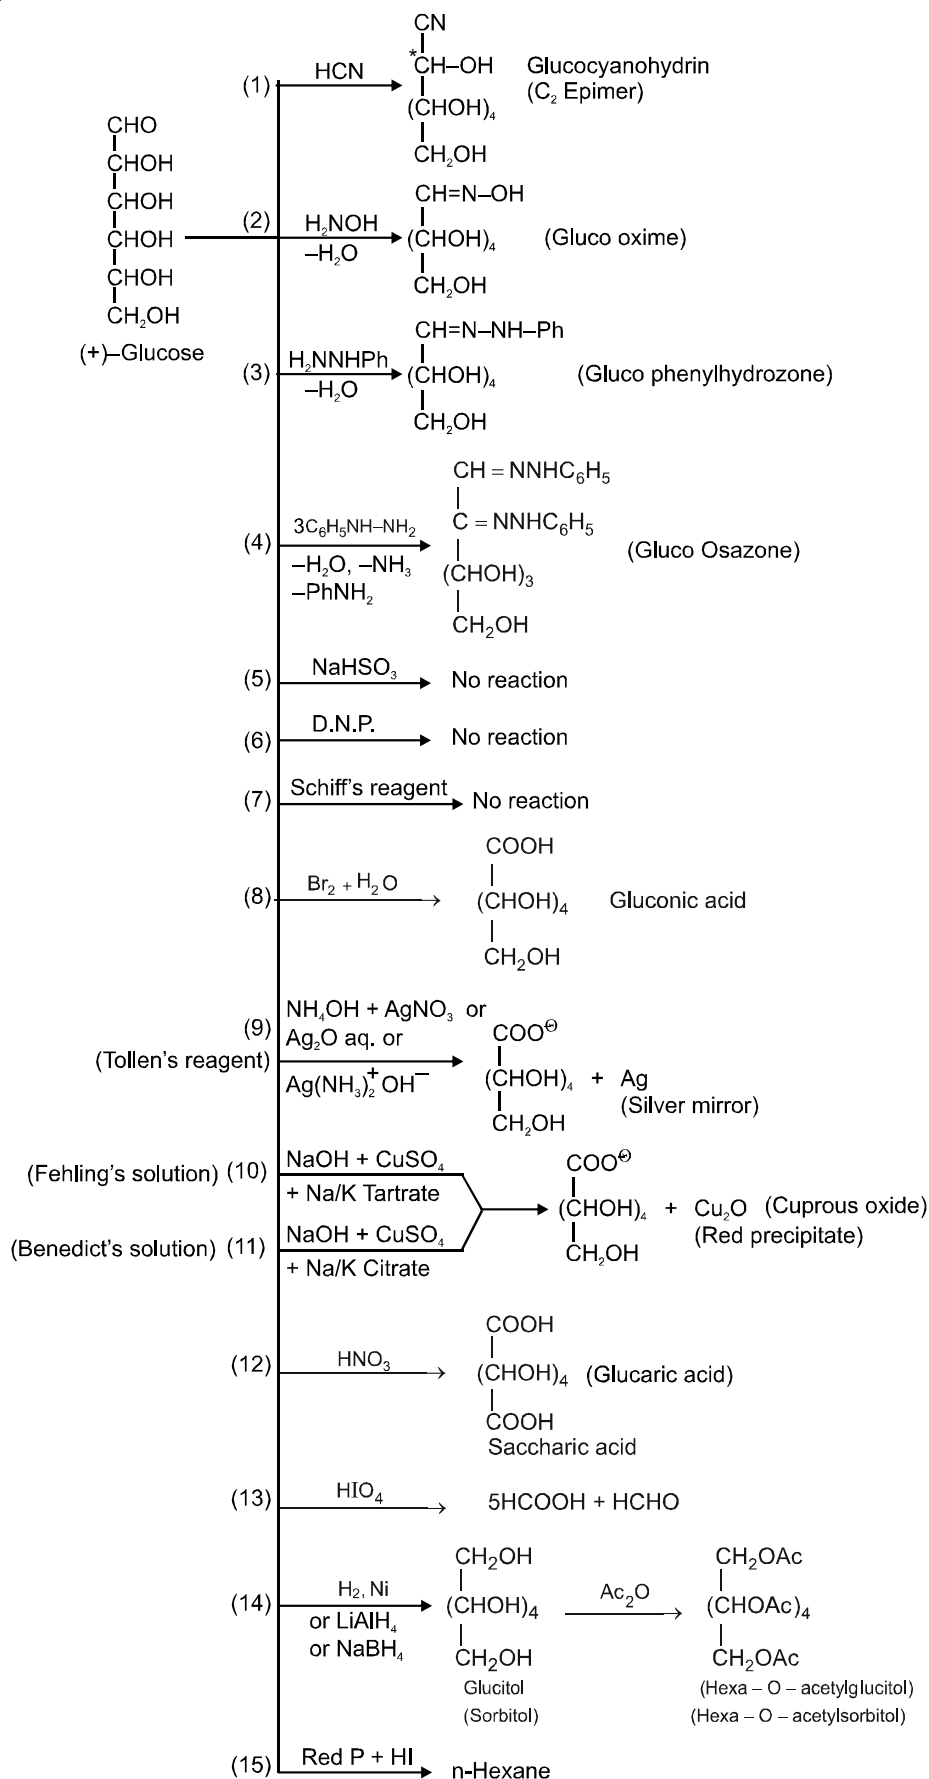 (1) HCN
CN
*CH–OH
(CHOH)₄
CH₂OH
Glucocyanohydrin
(C₂ Epimer)
CHO
CHOH
CHOH
CHOH
CHOH
CH₂OH
(+)–Glucose
(2) H₂NOH
–H₂O
CH=N–OH
(CHOH)₄
CH₂OH
(Gluco oxime)
(3) H₂NNHPh
–H₂O
CH=N–NH–Ph
(CHOH)₄
CH₂OH
(Gluco phenylhydrozone)
(4) 3C₆H₅NH–NH₂
–H₂O, –NH₃
–PhNH₂
CH = NNHC₆H₅
C = NNHC₆H₅
(CHOH)₃
CH₂OH
(Gluco Osazone)
(5) NaHSO₃ No reaction
(6) D.N.P. No reaction
(7) Schiff's reagent No reaction
(8) Br₂ + H₂O
COOH
(CHOH)₄
CH₂OH
Gluconic acid
(9)
(Tollen's reagent)
NH₄OH + AgNO₃ or
Ag₂O aq. or
Ag(NH₃)₂⁺ OH⁻
COO⊖
(CHOH)₄ + Ag
(Silver mirror)
CH₂OH
(Fehling's solution) (10) NaOH + CuSO₄
+ Na/K Tartrate
(Benedict's solution) (11) NaOH + CuSO₄
+ Na/K Citrate
COO⊖
(CHOH)₄ + Cu₂O (Cuprous oxide)
(Red precipitate)
CH₂OH
(12) HNO₃
COOH
(CHOH)₄ (Glucaric acid)
COOH
Saccharic acid
(13) HIO₄ 5HCOOH + HCHO
(14) H₂, Ni
or LiAlH₄
or NaBH₄
CH₂OH
(CHOH)₄
CH₂OH
Glucitol
(Sorbitol)
Ac₂O
CH₂OAc
(CHOAc)₄
CH₂OAc
(Hexa – O – acetylglucitol)
(Hexa – O – acetylsorbitol)
(15) Red P + HI n-Hexane